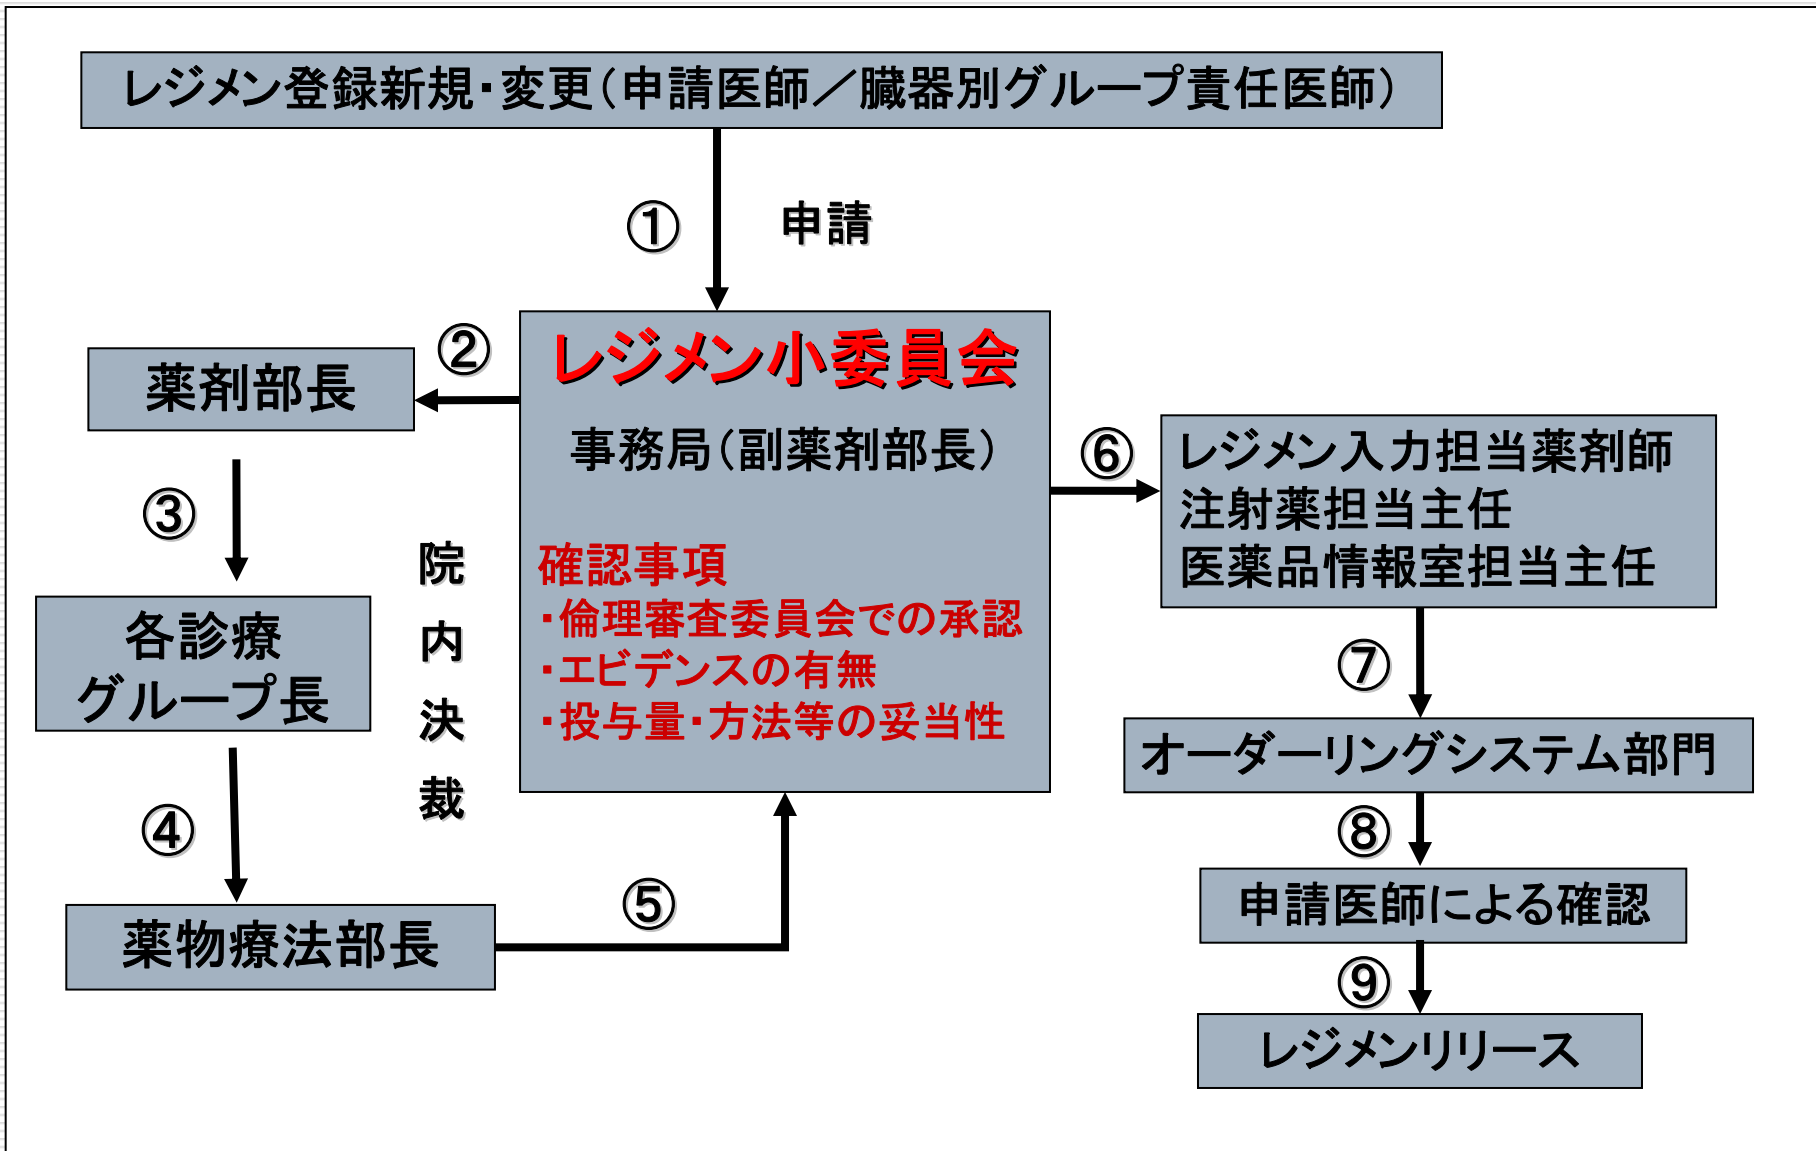 レジメン登録新規・変更（申請医師／臓器別グループ責任医師）
①
申請
レジメン小委員会
事務局（副薬剤部長）
確認事項
・倫理審査委員会での承認
・エビデンスの有無
・投与量・方法等の妥当性
②
薬剤部長
③
各診療
グループ長
④
薬物療法部長
院
内
決
裁
⑤
⑥
レジメン入力担当薬剤師
注射薬担当主任
医薬品情報室担当主任
⑦
オーダーリングシステム部門
⑧
申請医師による確認
⑨
レジメンリリース